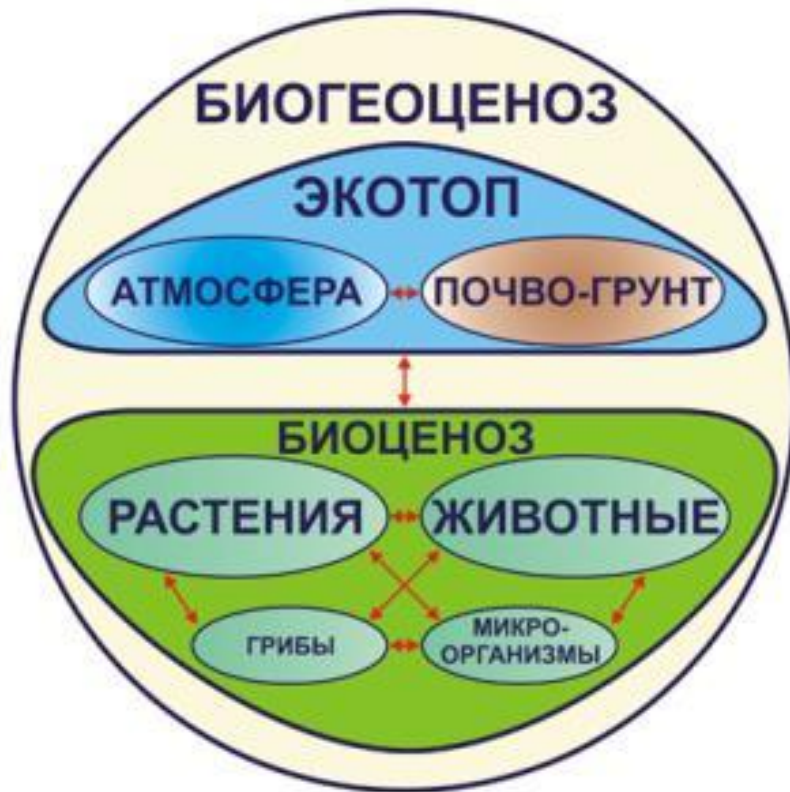 БИОГЕОЦЕНОЗ
ЭКОТОП
АТМОСФЕРА
ПОЧВО-ГРУНТ
БИОЦЕНОЗ
РАСТЕНИЯ
ЖИВОТНЫЕ
ГРИБЫ
МИКРО-
ОРГАНИЗМЫ